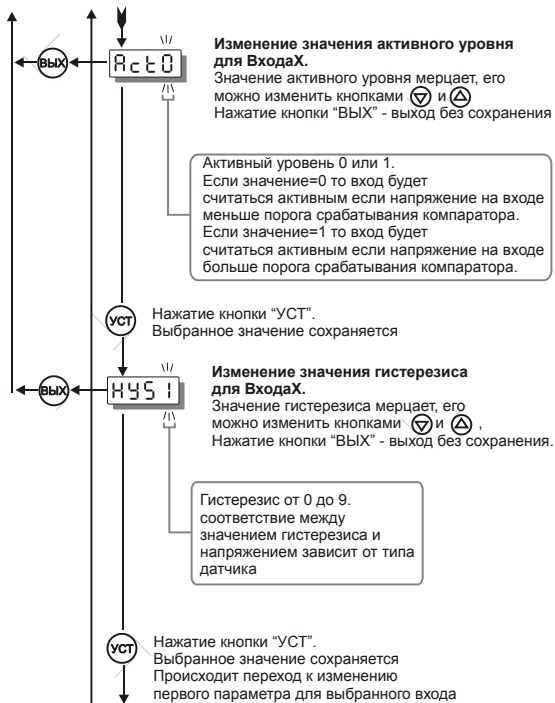 Изменение значения активного уровня
для ВходаX.
ВЫХ
Act0
Значение активного уровня мерцает, его
можно изменить кнопками и
Нажатие кнопки “ВЫХ” - выход без сохранения
Активный уровень 0 или 1.
Если значение=0 то вход будет
считаться активным если напряжение на входе
меньше порога срабатывания компаратора.
Если значение=1 то вход будет
считаться активным если напряжение на входе
больше порога срабатывания компаратора.
УСТ
Нажатие кнопки “УСТ”.
Выбранное значение сохраняется
Изменение значения гистерезиса
для ВходаX.
ВЫХ
HYS1
Значение гистерезиса мерцает, его
можно изменить кнопками и ,
Нажатие кнопки “ВЫХ” - выход без сохранения.
Гистерезис от 0 до 9.
соответствие между
значением гистерезиса и
напряжением зависит от типа
датчика
УСТ
Нажатие кнопки “УСТ”.
Выбранное значение сохраняется
Происходит переход к изменению
первого параметра для выбранного входа